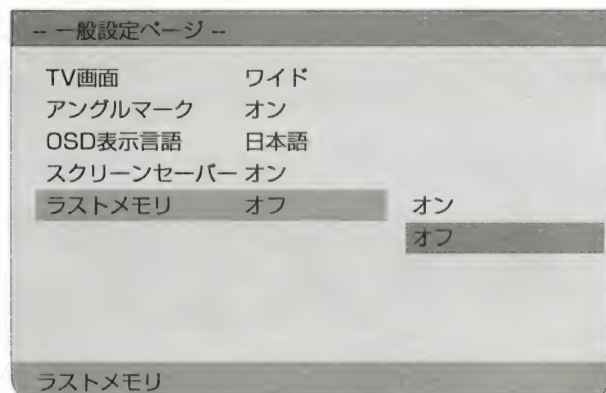 -- 一般設定ページ --
TV画面 ワイド
アングルマーク オン
OSD表示言語 日本語
スクリーンセーバー オン
ラストメモリ オフ オン
オフ
ラストメモリ